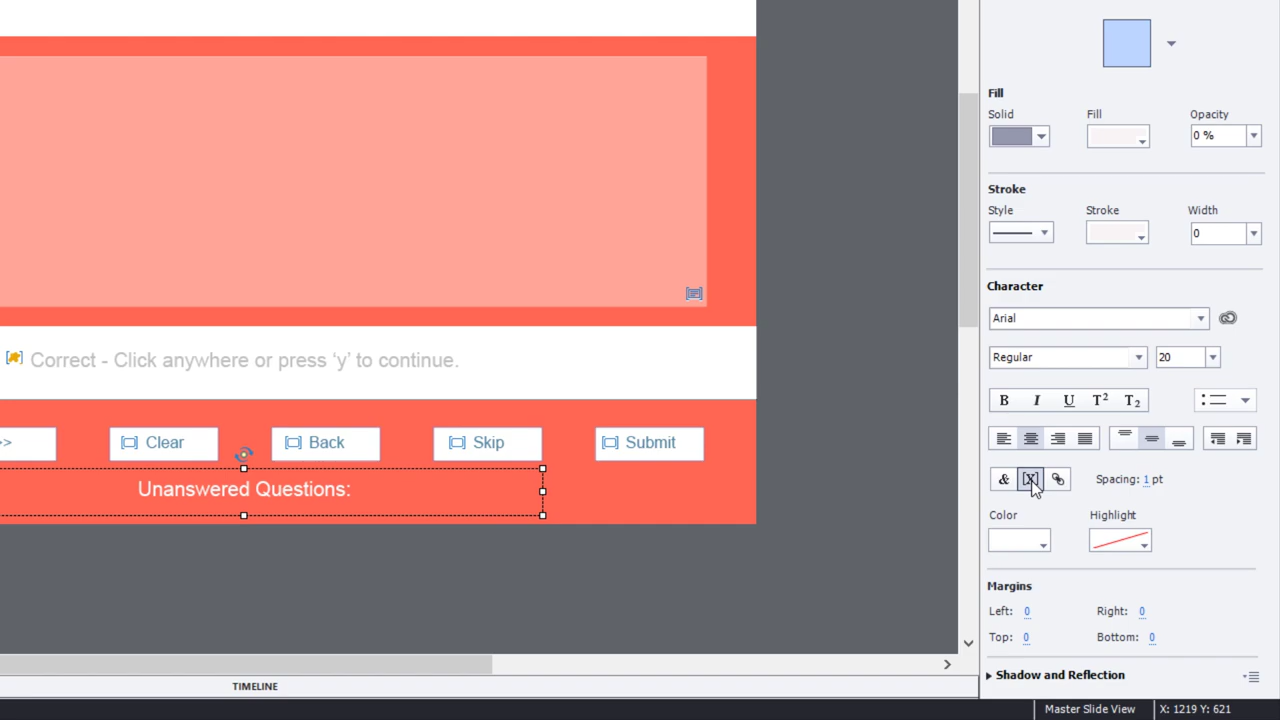 Fill
Solid
Fill
Opacity
0 %
Stroke
Style
Stroke
Width
0
Character
Arial
Regular
20
B I U T2 T2
& [X]
Spacing: 1 pt
Color
Highlight
Margins
Left: 0
Right: 0
Top: 0
Bottom: 0
Shadow and Reflection
Correct - Click anywhere or press ‘y’ to continue.
>>
Clear
Back
Skip
Submit
Unanswered Questions:
TIMELINE
Master Slide View
X: 1219 Y: 621